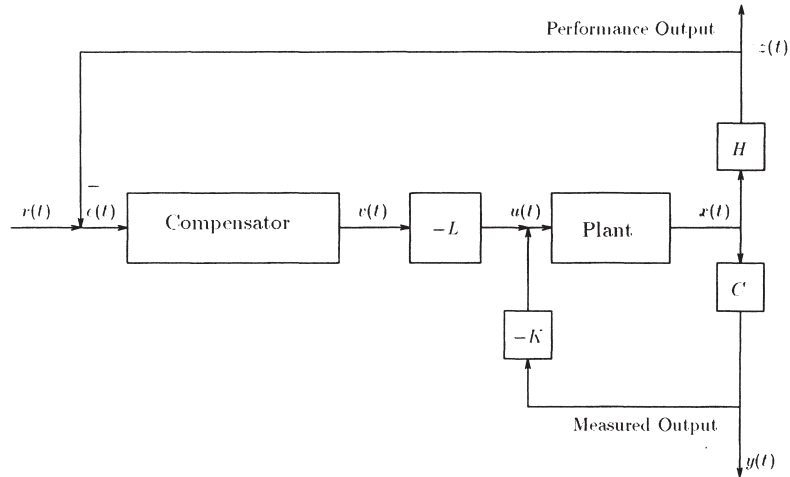 Performance Output
z(t)
H
−
r(t)
e(t)
Compensator
v(t)
−L
u(t)
Plant
x(t)
C
−K
Measured Output
y(t)